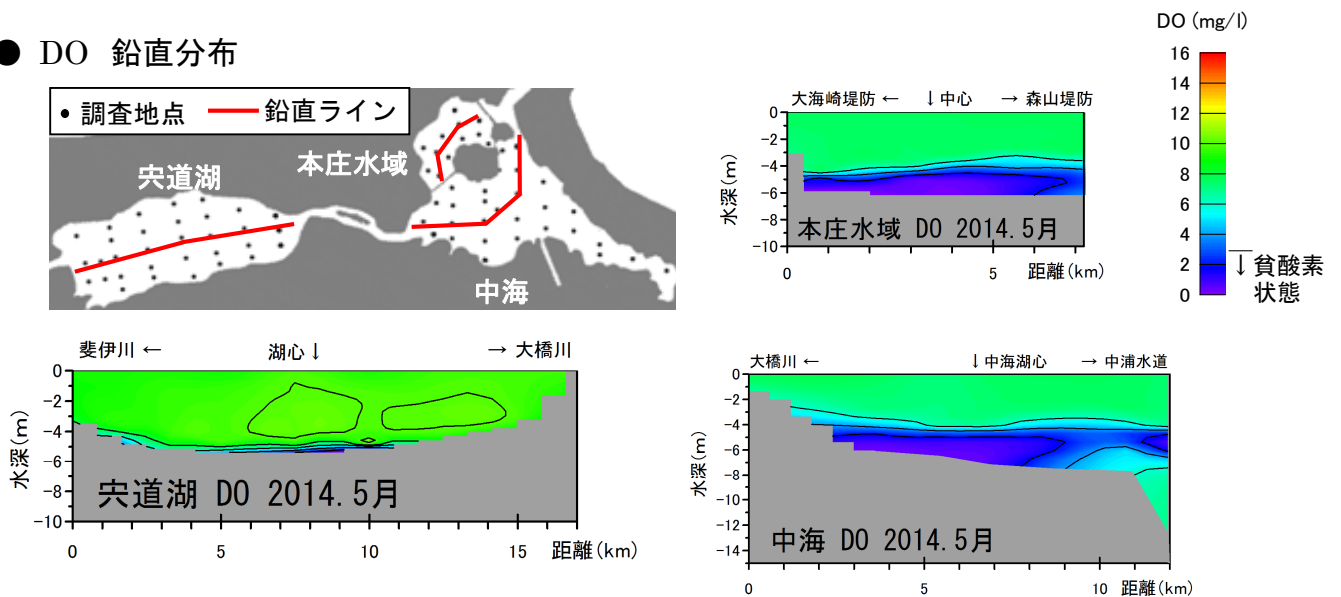 ● DO 鉛直分布
• 調査地点 鉛直ライン
宍道湖
本庄水域
中海
大海崎堤防 ← ↓中心 → 森山堤防
水深(m)
0
-2
-4
-6
-8
-10
本庄水域 DO 2014.5月
0 5 距離(km)
DO (mg/l)
16
14
12
10
8
6
4
2
0
↓貧酸素
状態
斐伊川 ← 湖心↓ → 大橋川
水深(m)
0
-2
-4
-6
-8
-10
宍道湖 DO 2014.5月
0 5 10 15 距離(km)
大橋川 ← ↓中海湖心 → 中浦水道
水深(m)
0
-2
-4
-6
-8
-10
-12
-14
中海 DO 2014.5月
0 5 10 距離(km)